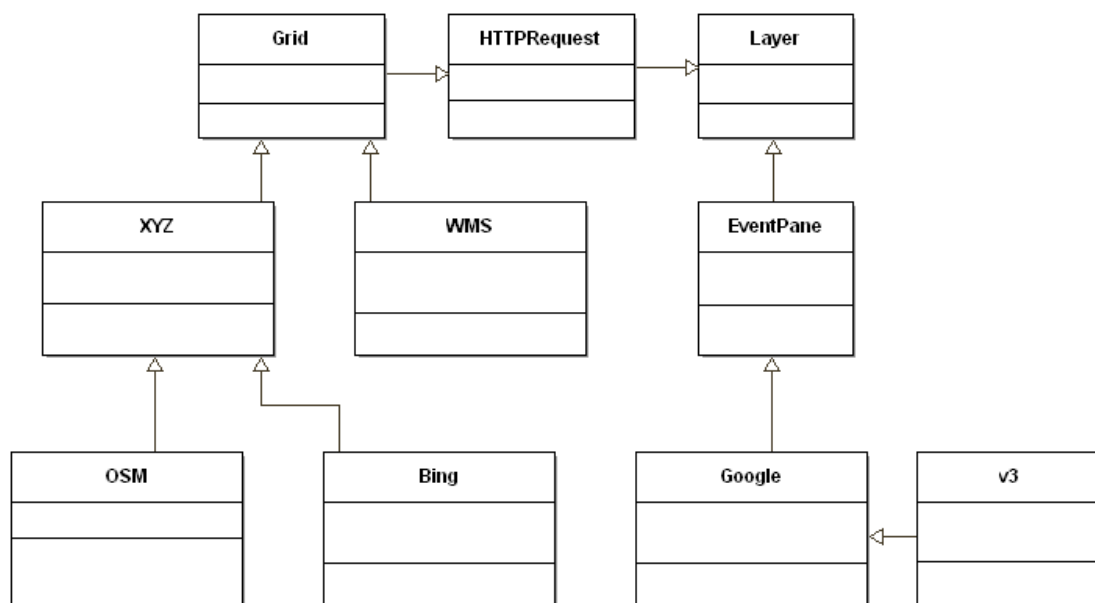 Grid
HTTPRequest
Layer
XYZ
WMS
EventPane
OSM
Bing
Google
v3